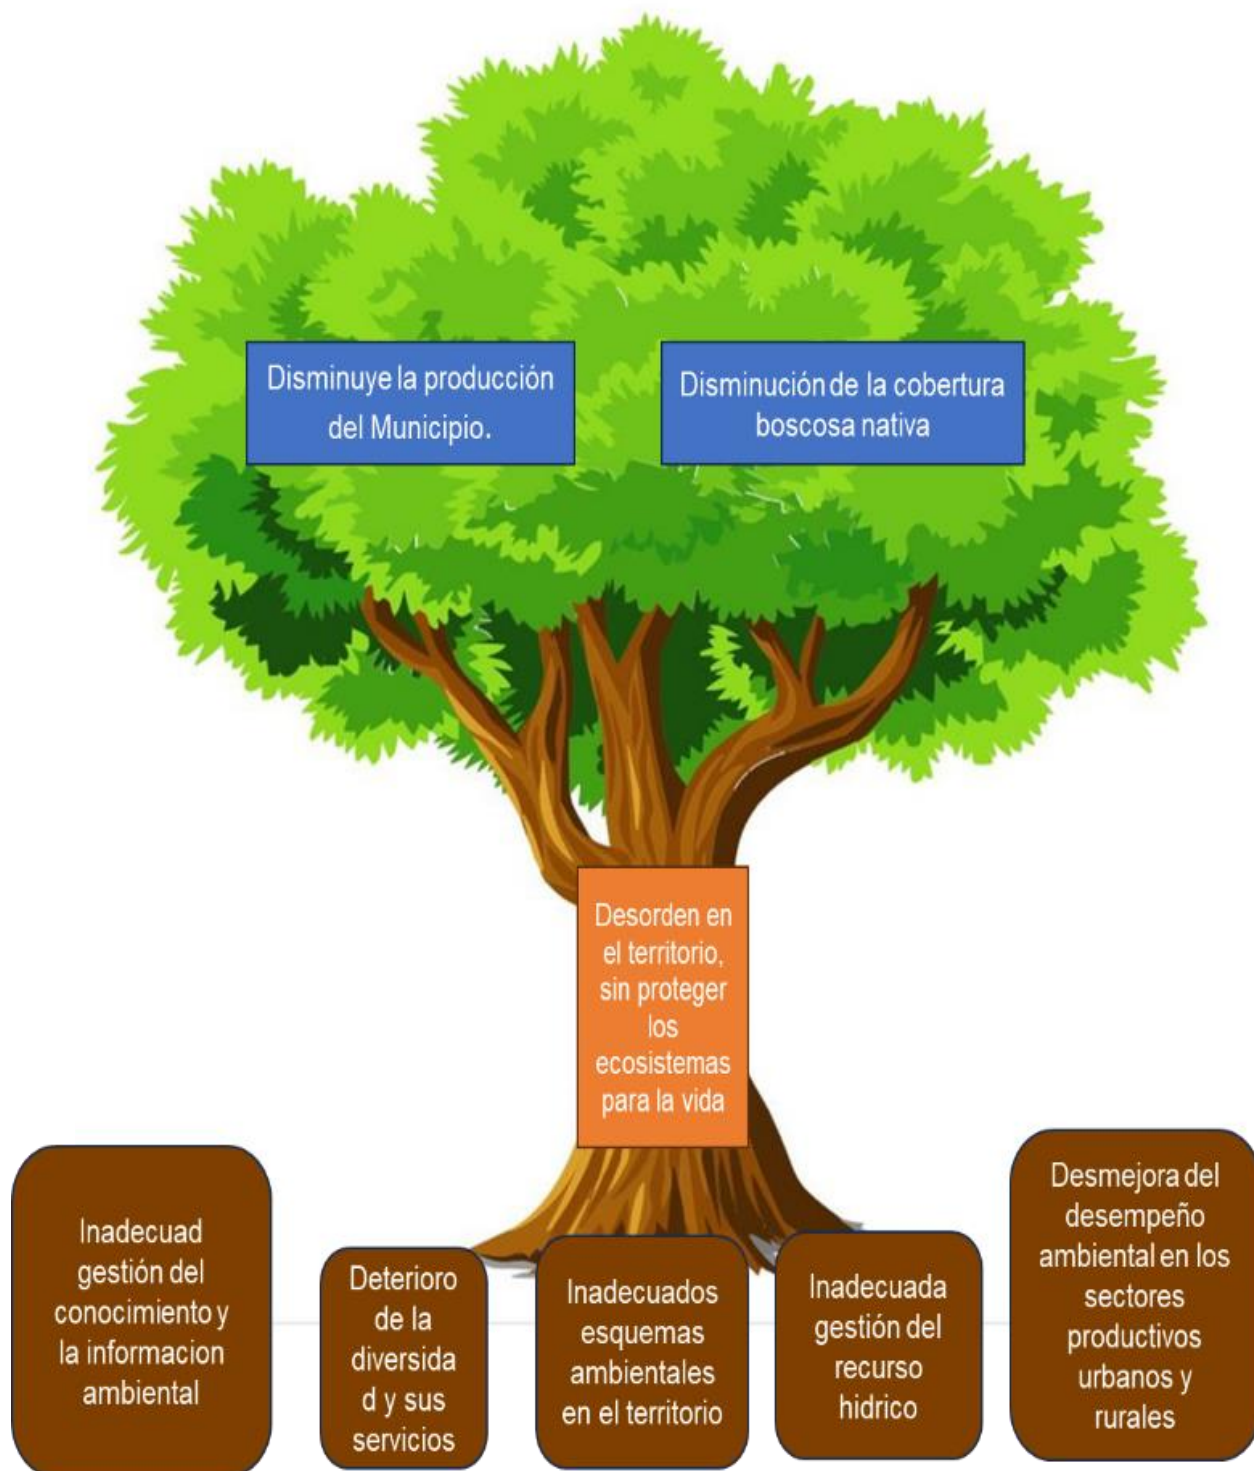 Disminuye la producción
del Municipio.
Disminución de la cobertura
boscosa nativa
Desorden en
el territorio,
sin proteger
los
ecosistemas
para la vida
Inadecuad
gestión del
conocimiento y
la informacion
ambiental
Deterioro
de la
diversida
d y sus
servicios
Inadecuados
esquemas
ambientales
en el territorio
Inadecuada
gestión del
recurso
hidrico
Desmejora del
desempeño
ambiental en los
sectores
productivos
urbanos y
rurales